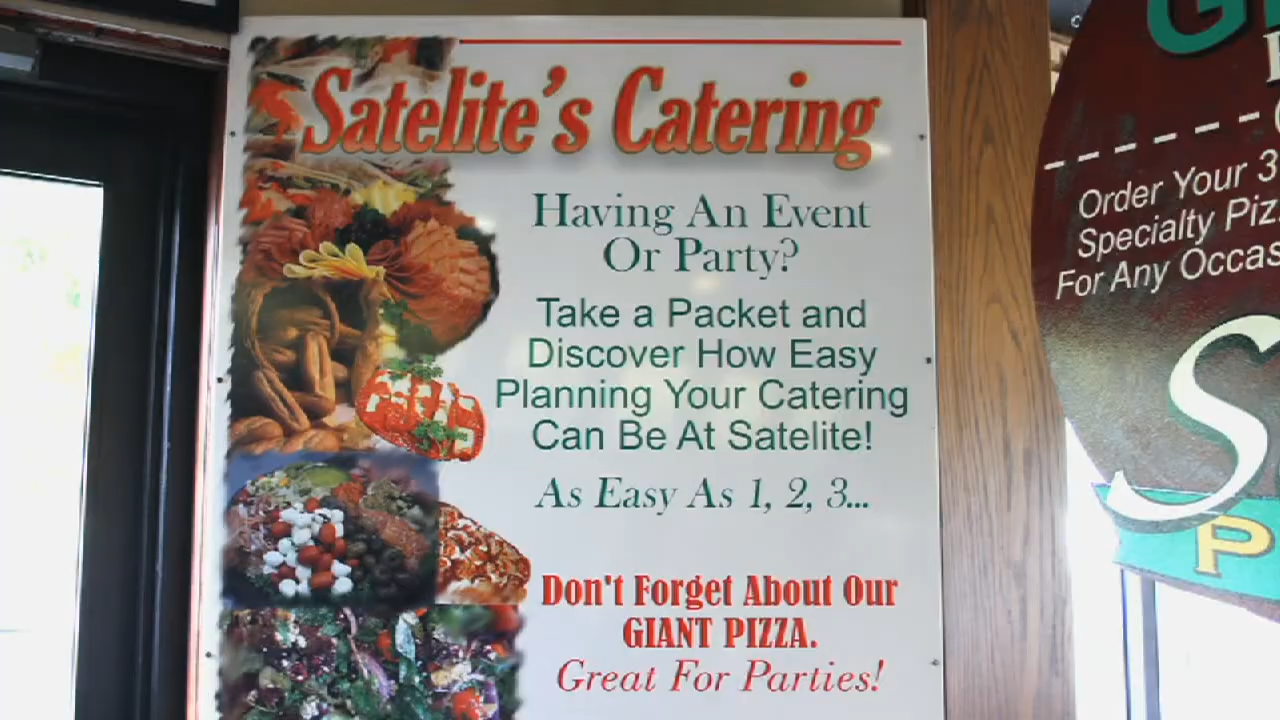 Satelite's Catering
Having An Event
Or Party?
Take a Packet and
Discover How Easy
Planning Your Catering
Can Be At Satelite!
As Easy As 1, 2, 3...
Don't Forget About Our
GIANT PIZZA.
Great For Parties!
Order Your 3
Specialty
For Any